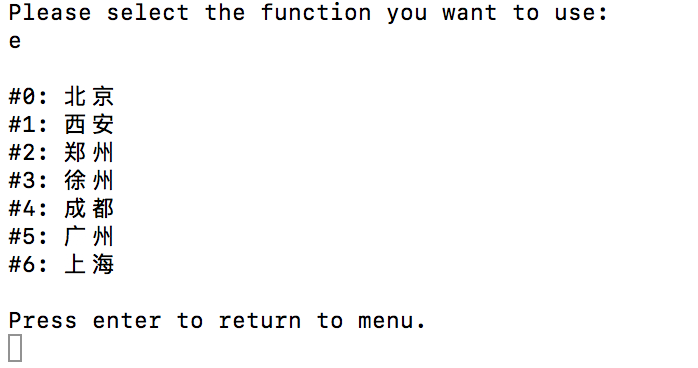 Please select the function you want to use:
e
#0: 北京
#1: 西安
#2: 郑州
#3: 徐州
#4: 成都
#5: 广州
#6: 上海
Press enter to return to menu.